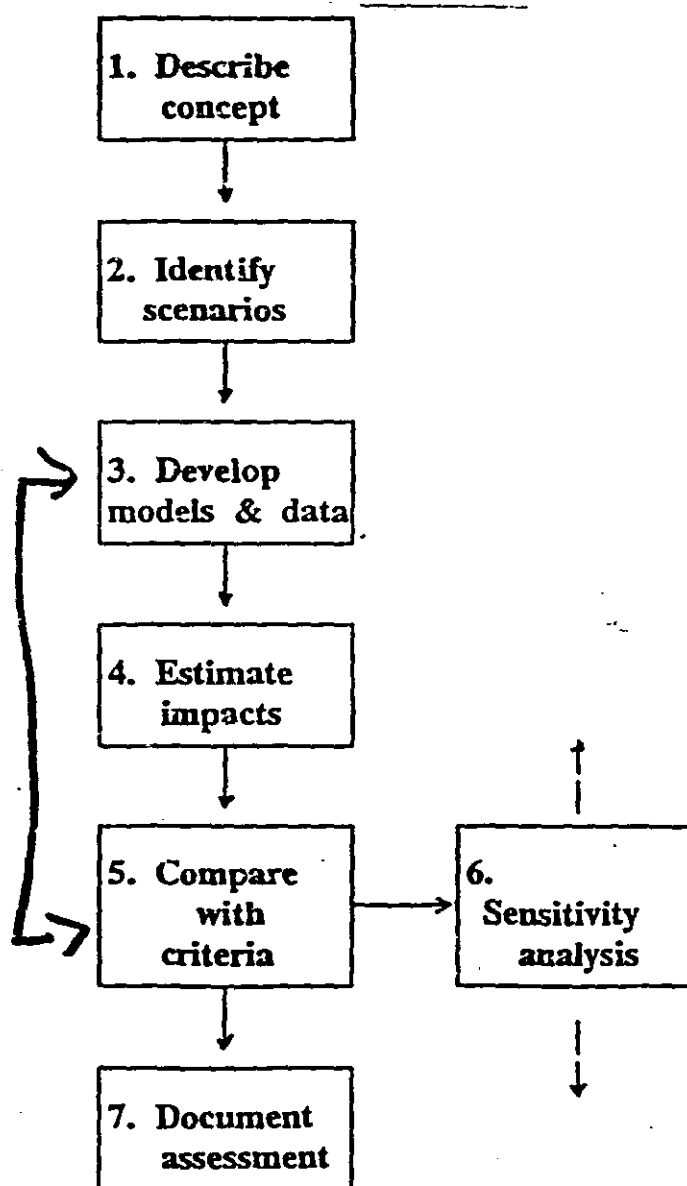 1. Describe
concept
2. Identify
scenarios
3. Develop
models & data
4. Estimate
impacts
5. Compare
with
criteria
6.
Sensitivity
analysis
7. Document
assessment